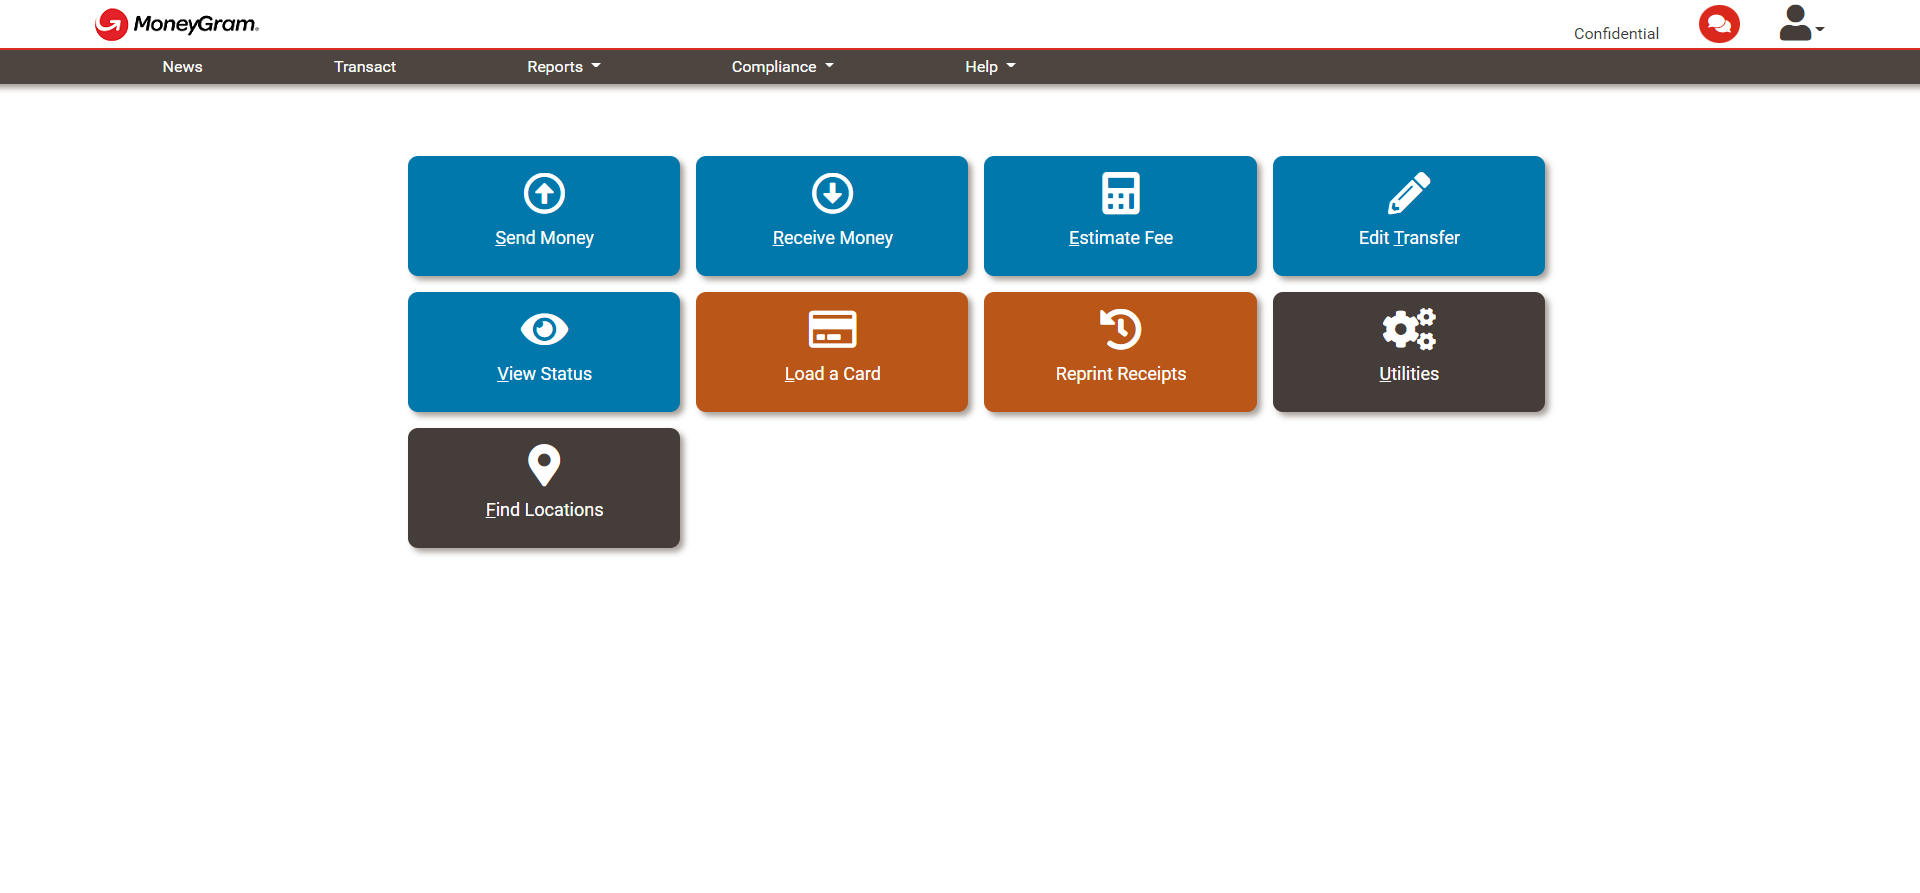 MoneyGram®
Confidential
News Transact Reports Compliance Help
Send Money Receive Money Estimate Fee Edit Transfer
View Status Load a Card Reprint Receipts Utilities
Find Locations